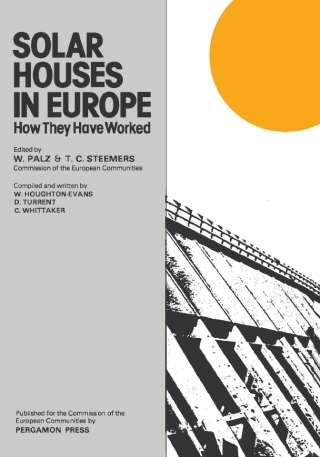 SOLAR
HOUSES
IN EUROPE
How They Have Worked
Edited by
W. PALZ & T. C. STEEMERS
Commission of the European Communities
Compiled and written by
W. HOUGHTON-EVANS
D. TURRENT
C. WHITTAKER
Published for the Commission of the
European Communities by
PERGAMON PRESS